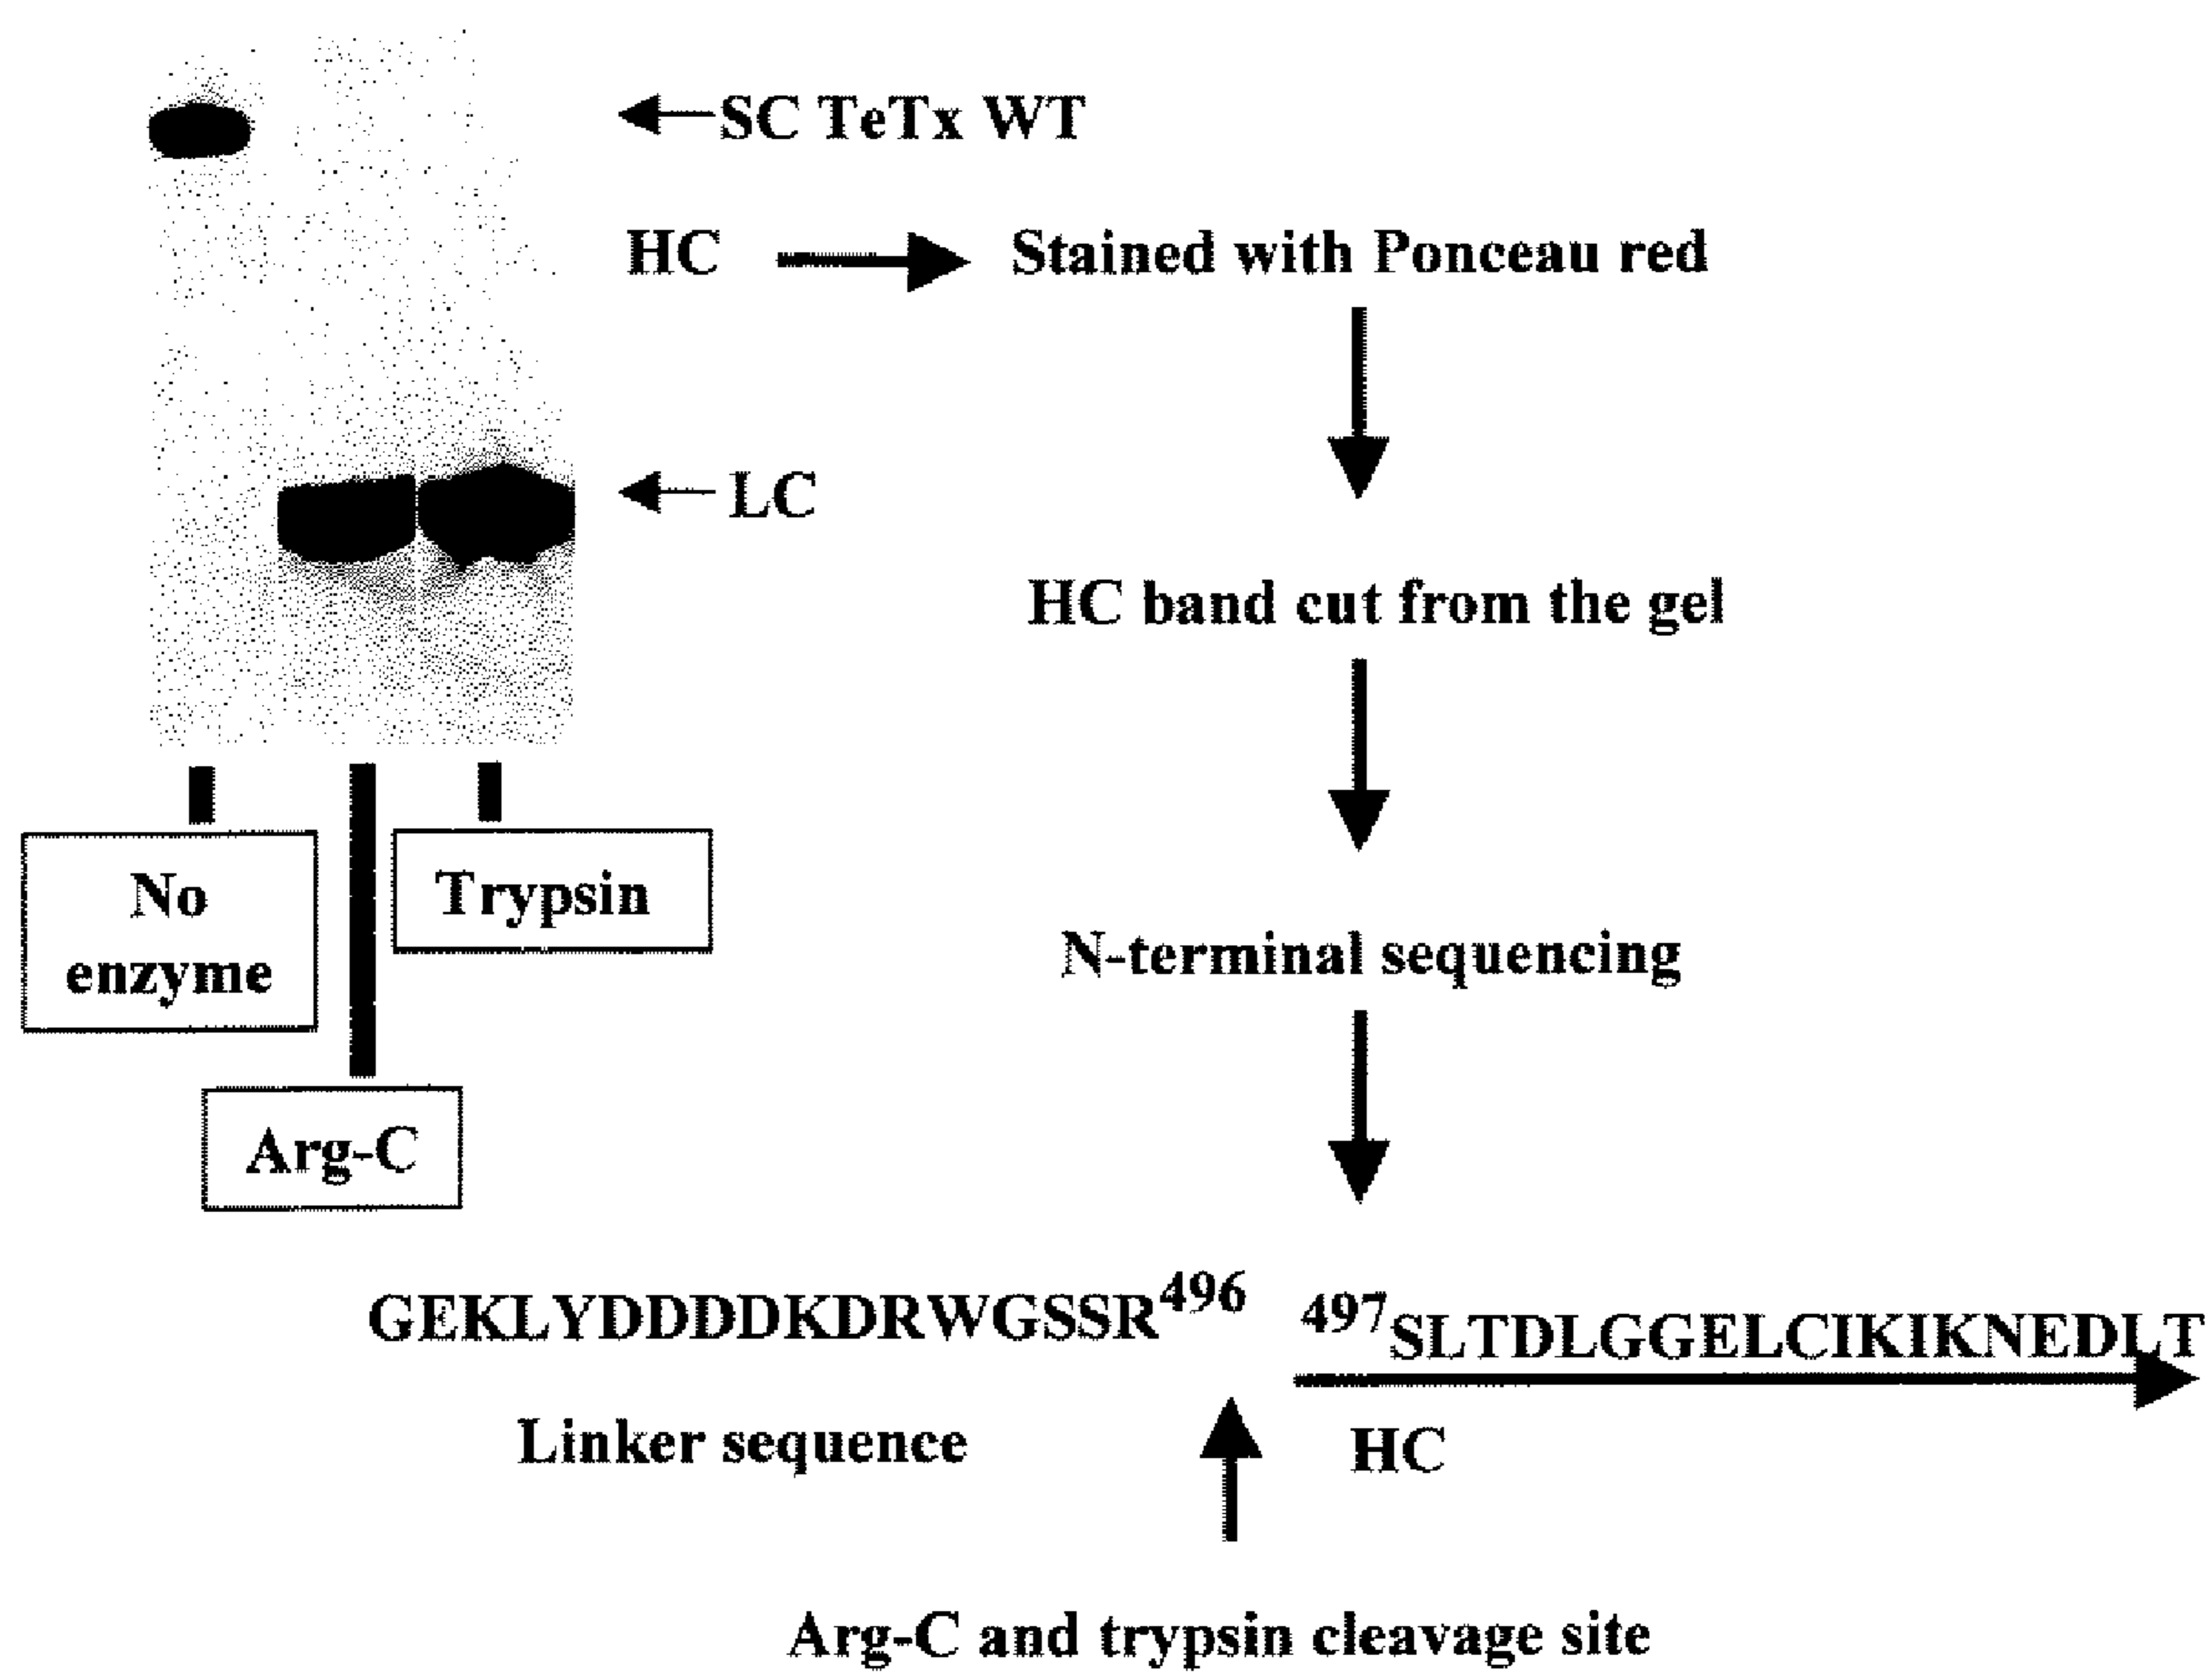 SC TeTx WT
HC
Stained with Ponceau red
LC
HC band cut from the gel
No
enzyme
Trypsin
N-terminal sequencing
Arg-C
GEKLYDDDDKDRWGSSR496
497SLTDLGGELCIKIKNEDLT
Linker sequence
HC
Arg-C and trypsin cleavage site